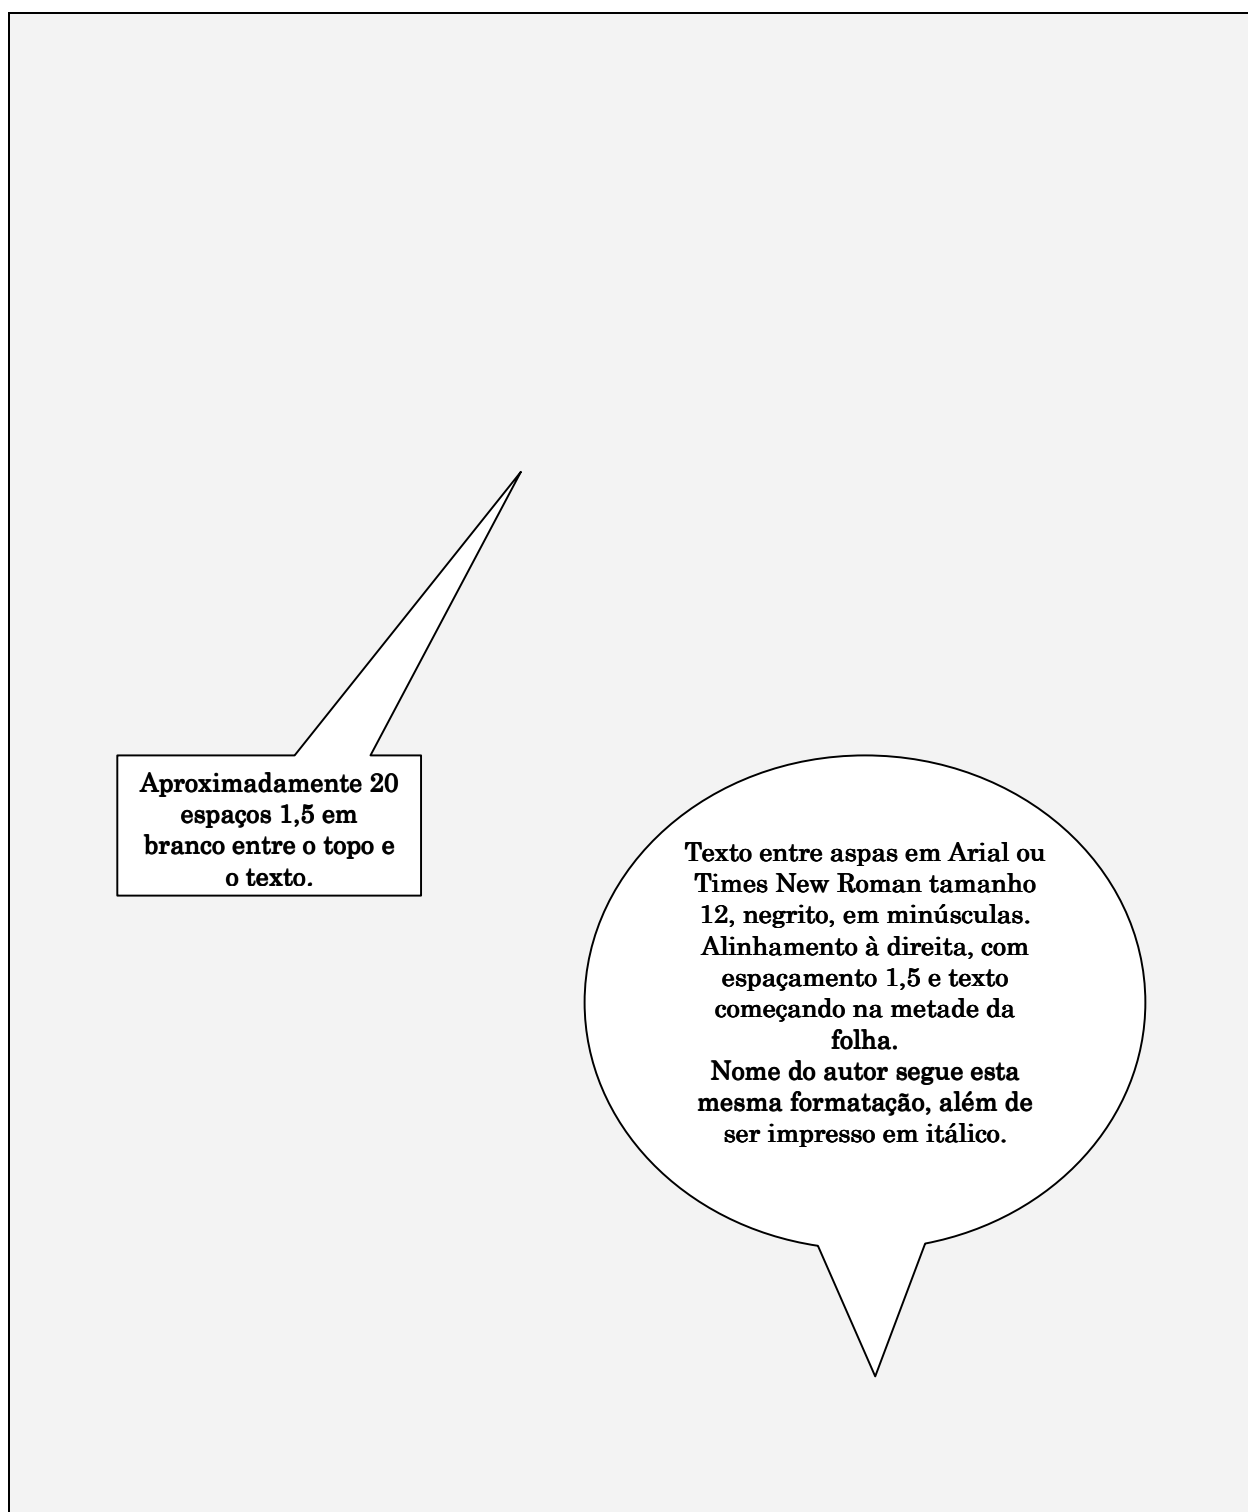 Aproximadamente 20
espaços 1,5 em
branco entre o topo e
o texto.
Texto entre aspas em Arial ou
Times New Roman tamanho
12, negrito, em minúsculas.
Alinhamento à direita, com
espaçamento 1,5 e texto
começando na metade da
folha.
Nome do autor segue esta
mesma formatação, além de
ser impresso em itálico.